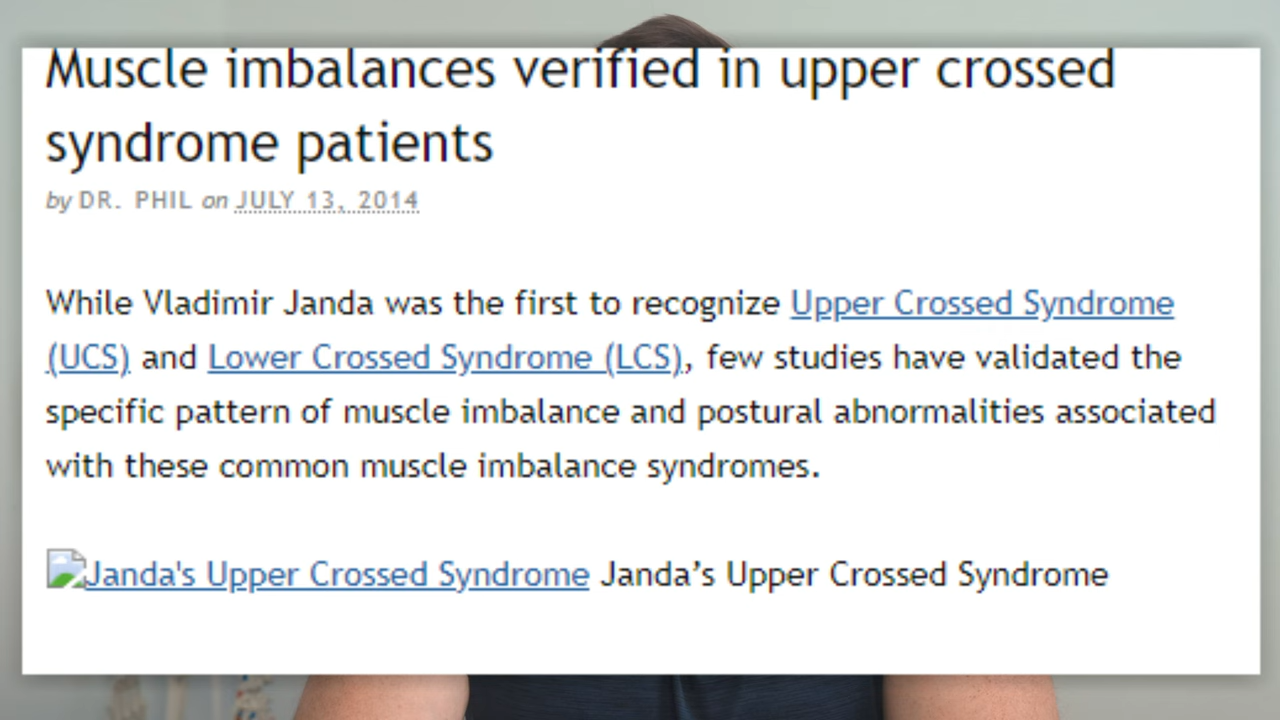 Muscle imbalances verified in upper crossed
syndrome patients
by DR. PHIL on JULY 13, 2014
While Vladimir Janda was the first to recognize Upper Crossed Syndrome
(UCS) and Lower Crossed Syndrome (LCS), few studies have validated the
specific pattern of muscle imbalance and postural abnormalities associated
with these common muscle imbalance syndromes.
Janda's Upper Crossed Syndrome Janda’s Upper Crossed Syndrome